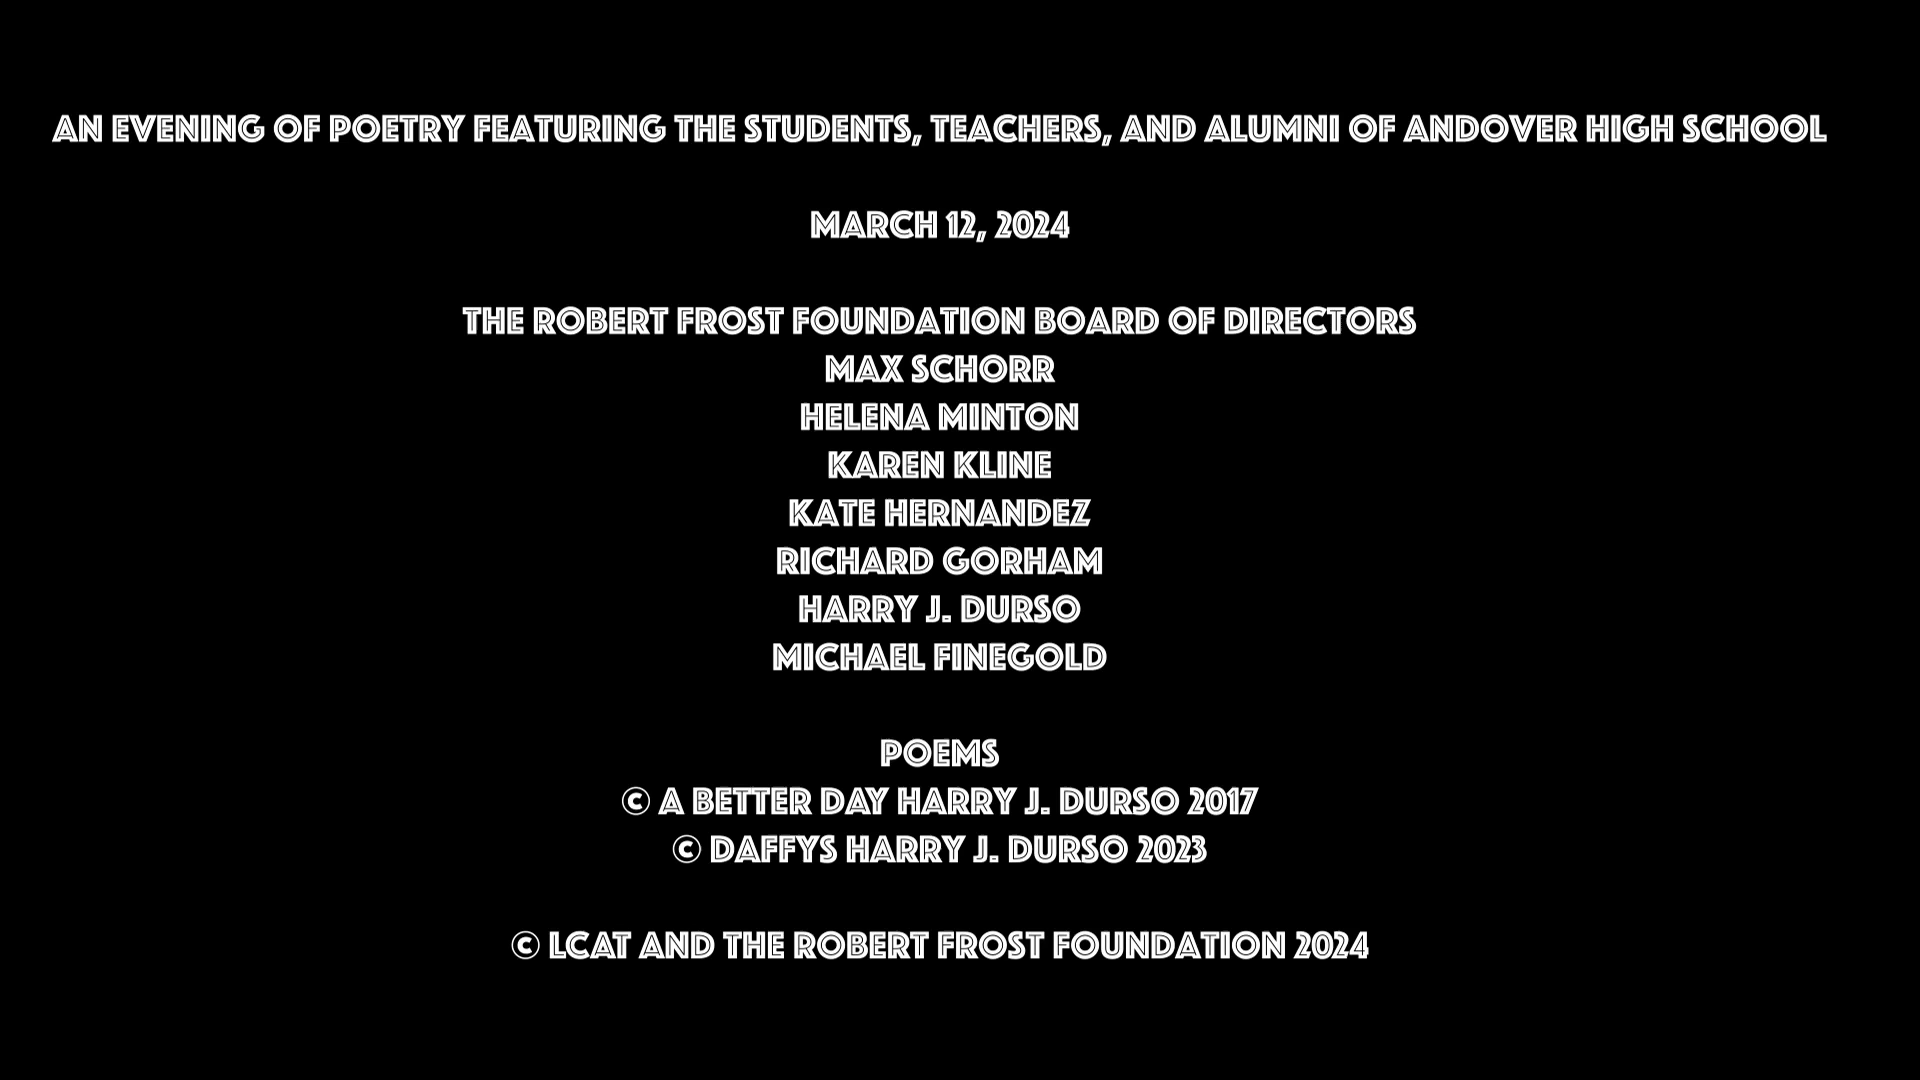 AN EVENING OF POETRY FEATURING THE STUDENTS, TEACHERS, AND ALUMNI OF ANDOVER HIGH SCHOOL
MARCH 12, 2024
THE ROBERT FROST FOUNDATION BOARD OF DIRECTORS
MAX SCHORR
HELENA MINTON
KAREN KLINE
KATE HERNANDEZ
RICHARD GORHAM
HARRY J. DURSO
MICHAEL FINEGOLD
POEMS
© A BETTER DAY HARRY J. DURSO 2017
© DAFFYS HARRY J. DURSO 2023
© LCAT AND THE ROBERT FROST FOUNDATION 2024